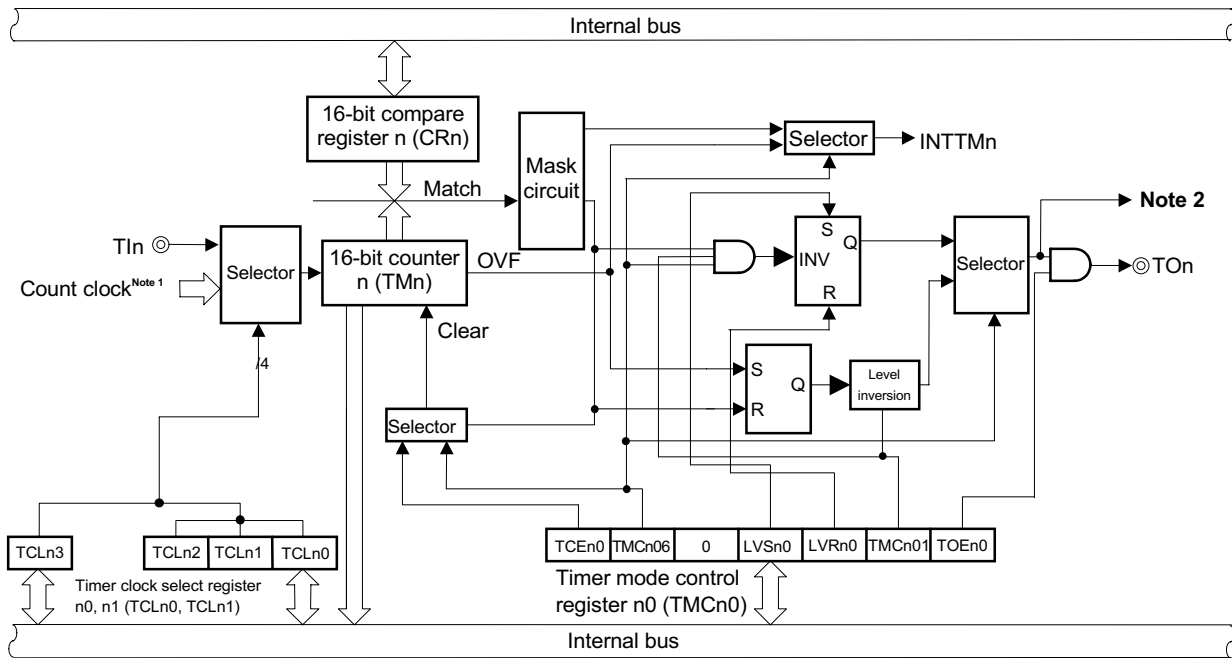 Internal bus
16-bit compare
register n (CRn)
Match
Mask
circuit
Selector
INTTMn
Note 2
TIn
Selector
Count clock Note 1
16-bit counter
n (TMn)
OVF
Clear
S
Q
INV
R
Selector
TOn
/4
S
Q
R
Level
inversion
Selector
TCLn3
TCLn2
TCLn1
TCLn0
Timer clock select register
n0, n1 (TCLn0, TCLn1)
TCEn0
TMCn06
0
LVSn0
LVRn0
TMCn01
TOEn0
Timer mode control
register n0 (TMCn0)
Internal bus